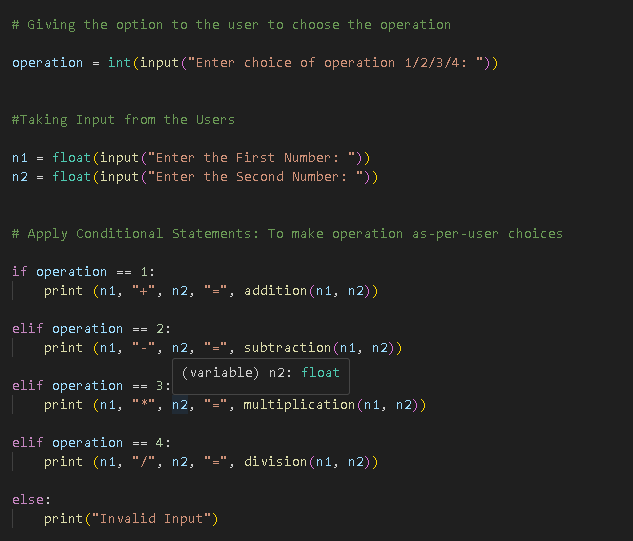 # Giving the option to the user to choose the operation
operation = int(input("Enter choice of operation 1/2/3/4: "))
#Taking Input from the Users
n1 = float(input("Enter the First Number: "))
n2 = float(input("Enter the Second Number: "))
# Apply Conditional Statements: To make operation as-per-user choices
if operation == 1:
    print (n1, "+", n2, "=", addition(n1, n2))
elif operation == 2:
    print (n1, "-", n2, "=", subtraction(n1, n2))
(variable) n2: float
elif operation == 3:
    print (n1, "*", n2, "=", multiplication(n1, n2))
elif operation == 4:
    print (n1, "/", n2, "=", division(n1, n2))
else:
    print("Invalid Input")